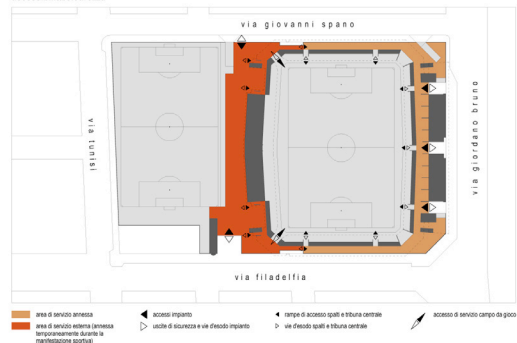 via giovanni spano
via tunisi
via giordano bruno
via filadelfia
area di servizio annessa
area di servizio esterna (annessa
temporaneamente durante la
manifestazione sportiva)
accessi impianto
uscite di sicurezza e vie d'esodo impianto
rampe di accesso spalti e tribuna centrale
vie d'esodo spalti e tribuna centrale
accesso di servizio campo da gioco